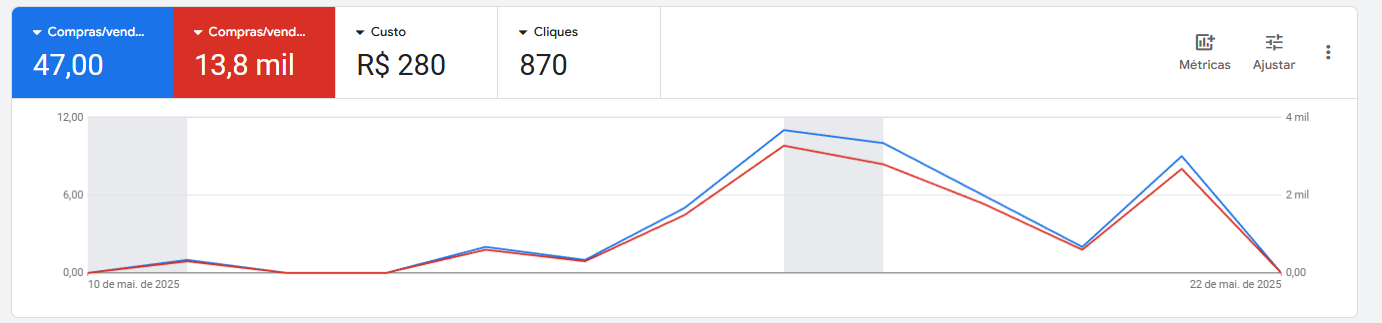 Compras/vend...
47,00
Compras/vend...
13,8 mil
Custo
R$ 280
Cliques
870
Métricas
Ajustar
12,00
4 mil
6,00
2 mil
0,00
0,00
10 de mai. de 2025
22 de mai. de 2025